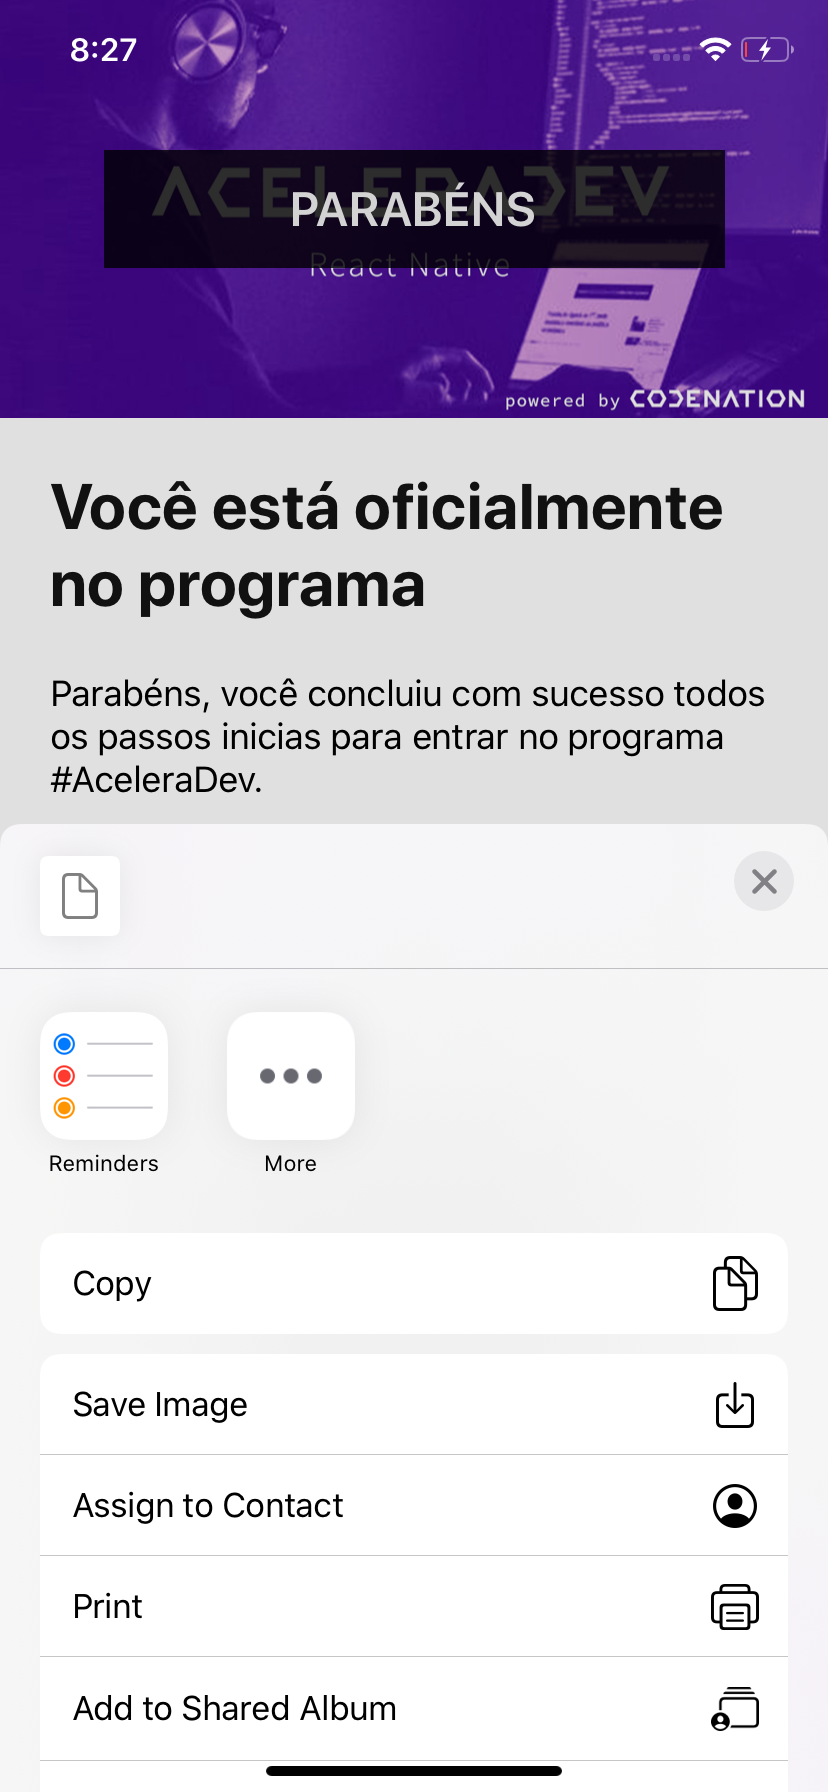 8:27
ACELERADEV
PARABÉNS
React Native
powered by CODENATION
Você está oficialmente
no programa
Parabéns, você concluiu com sucesso todos
os passos inicias para entrar no programa
#AceleraDev.
Reminders
More
Copy
Save Image
Assign to Contact
Print
Add to Shared Album